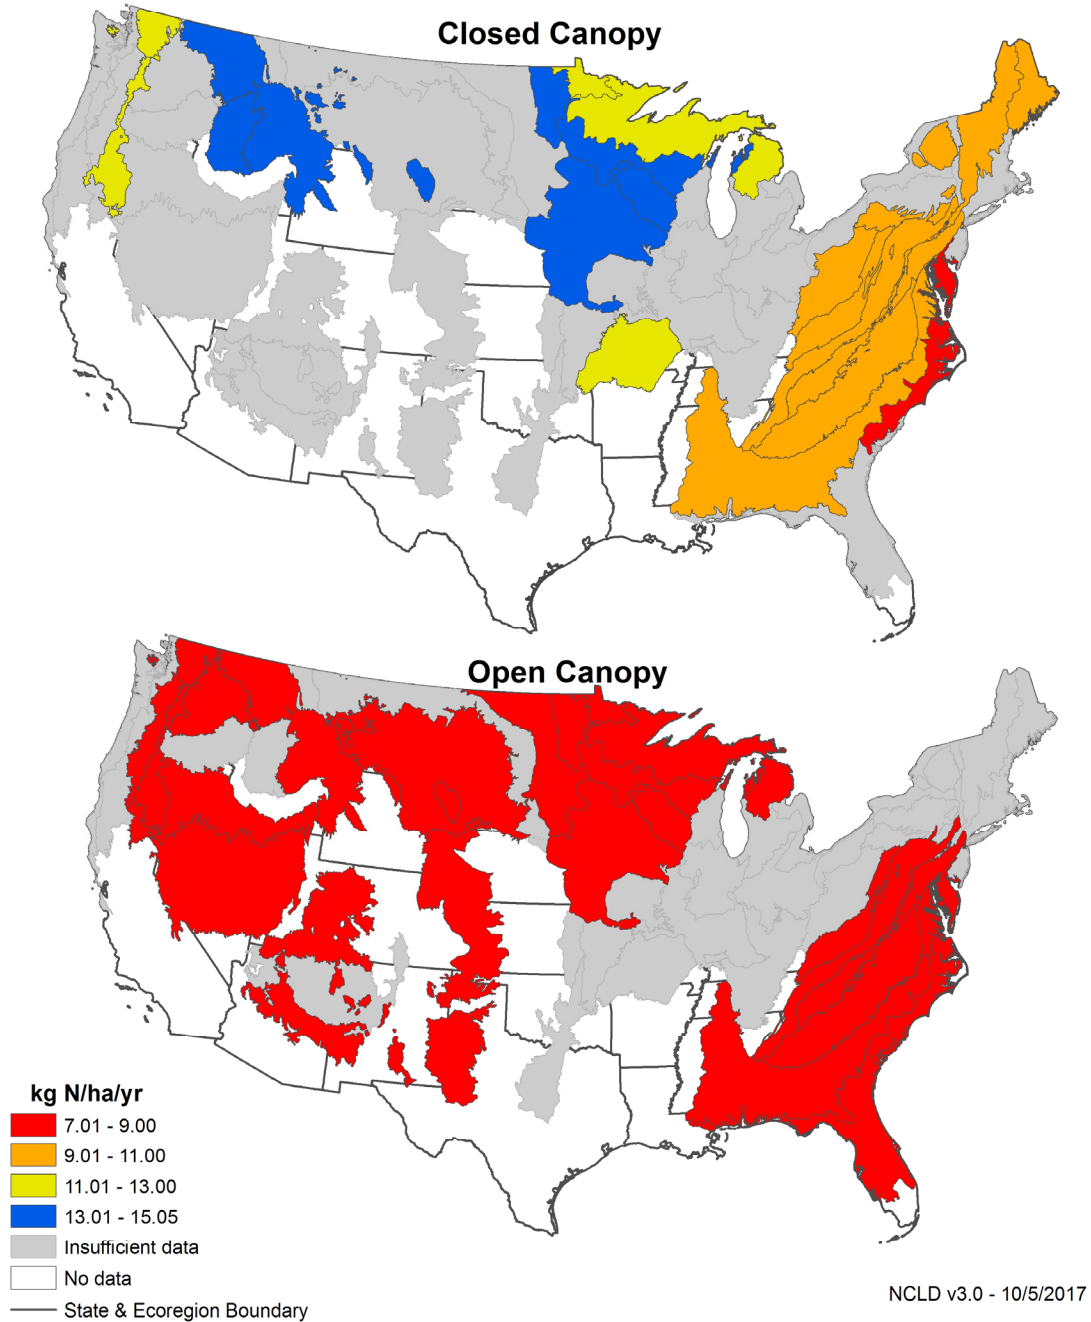 Closed Canopy
Open Canopy
kg N/ha/yr
7.01 - 9.00
9.01 - 11.00
11.01 - 13.00
13.01 - 15.05
Insufficient data
No data
State & Ecoregion Boundary
NCLD v3.0 - 10/5/2017